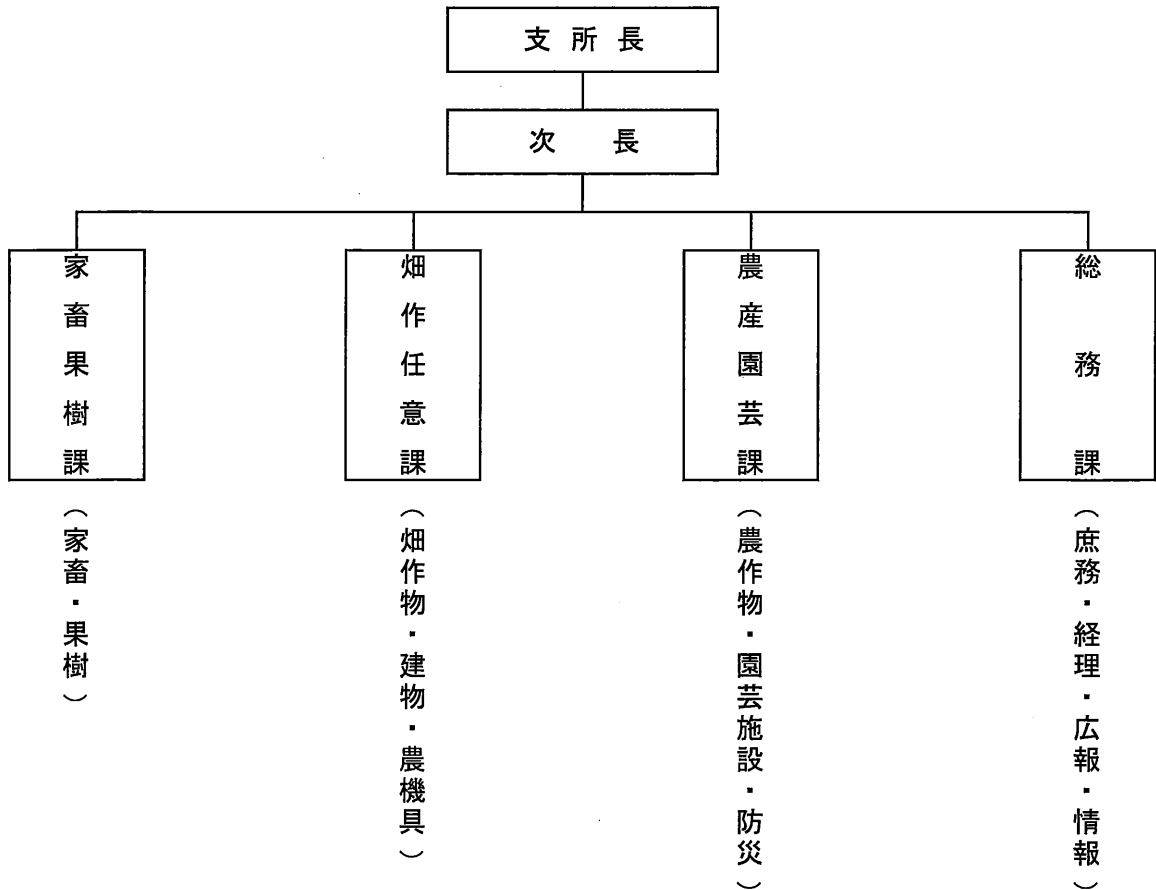 支所長
次長
総務課
（庶務・経理・広報・情報）
農産園芸課
（農作物・園芸施設・防災）
畑作任意課
（畑作物・建物・農機具）
家畜果樹課
（家畜・果樹）